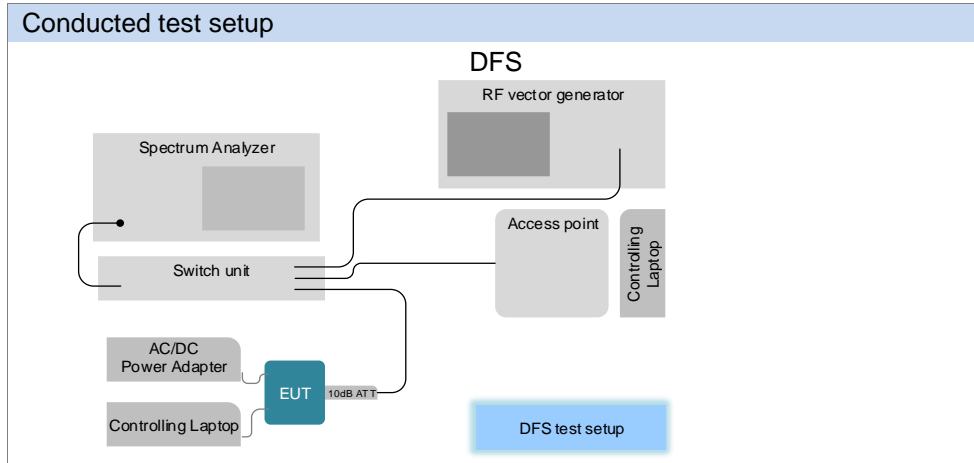 Conducted test setup
DFS
RF vector generator
Spectrum Analyzer
Access point
Controlling
Laptop
Switch unit
AC/DC
Power Adapter
EUT
10dB ATT
Controlling Laptop
DFS test setup